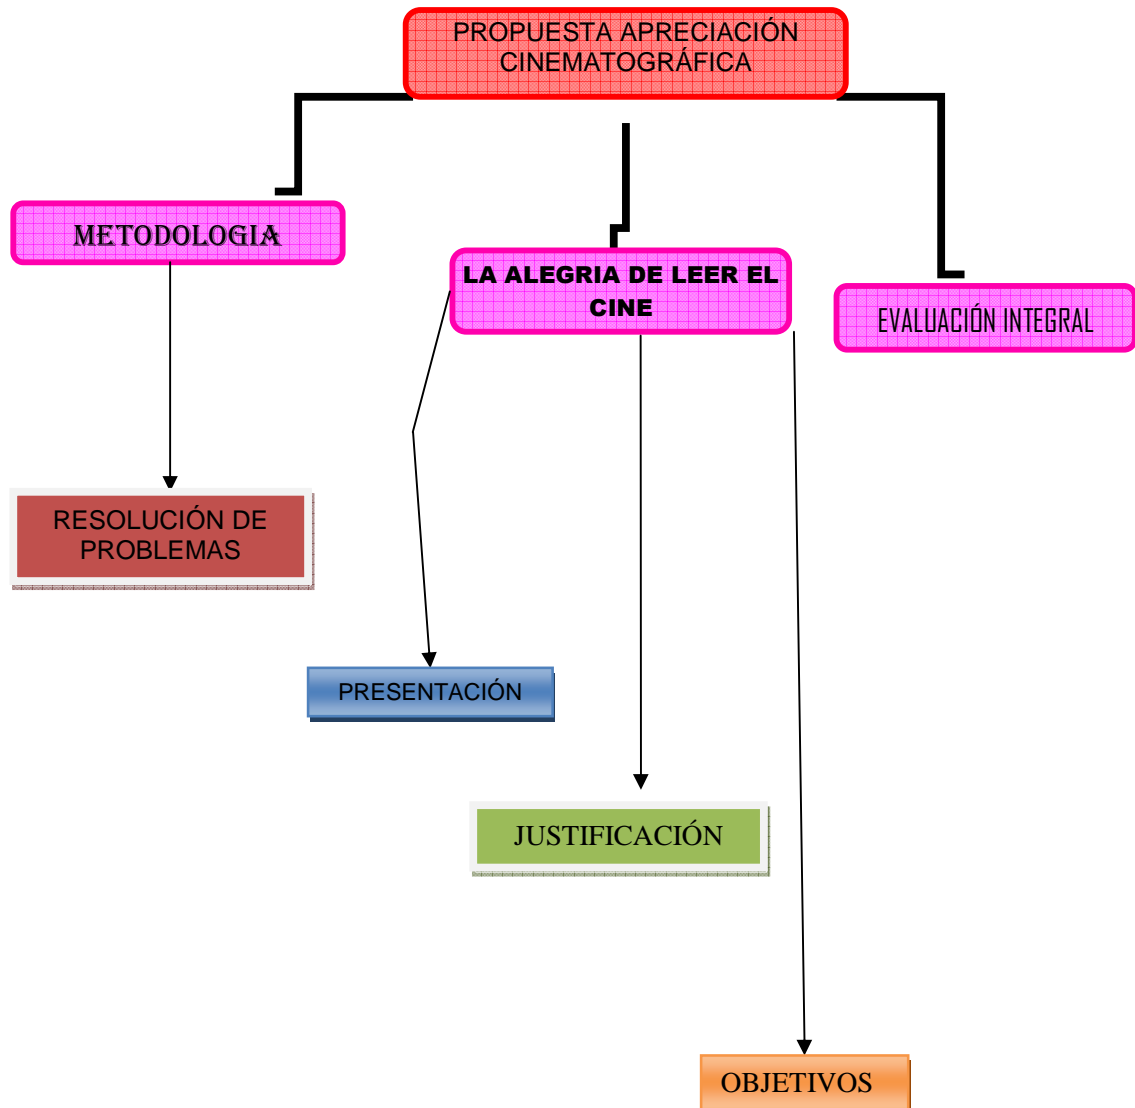 PROPUESTA APRECIACIÓN
CINEMATOGRÁFICA
METODOLOGIA
LA ALEGRIA DE LEER EL
CINE
EVALUACIÓN INTEGRAL
RESOLUCIÓN DE
PROBLEMAS
PRESENTACIÓN
JUSTIFICACIÓN
OBJETIVOS